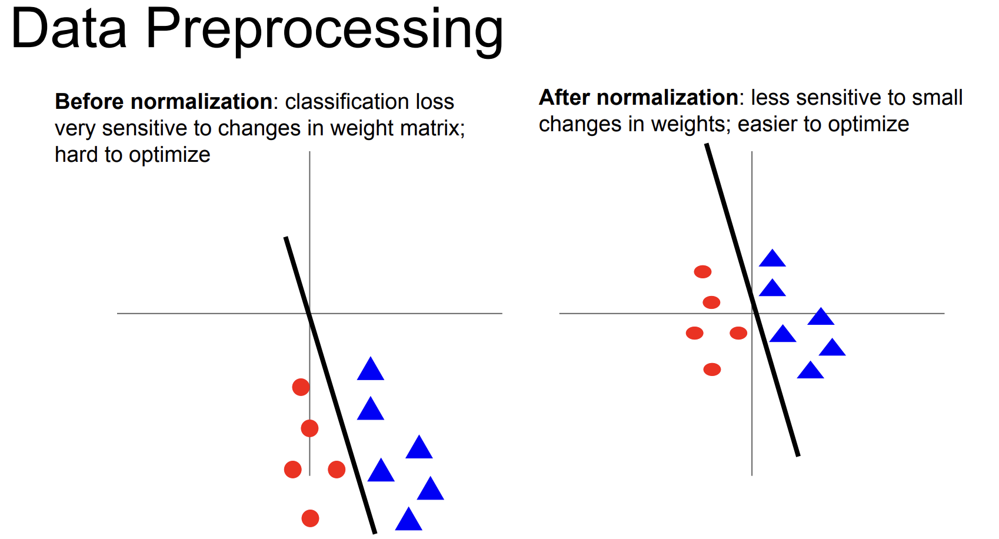 Data Preprocessing
Before normalization: classification loss
very sensitive to changes in weight matrix;
hard to optimize
After normalization: less sensitive to small
changes in weights; easier to optimize